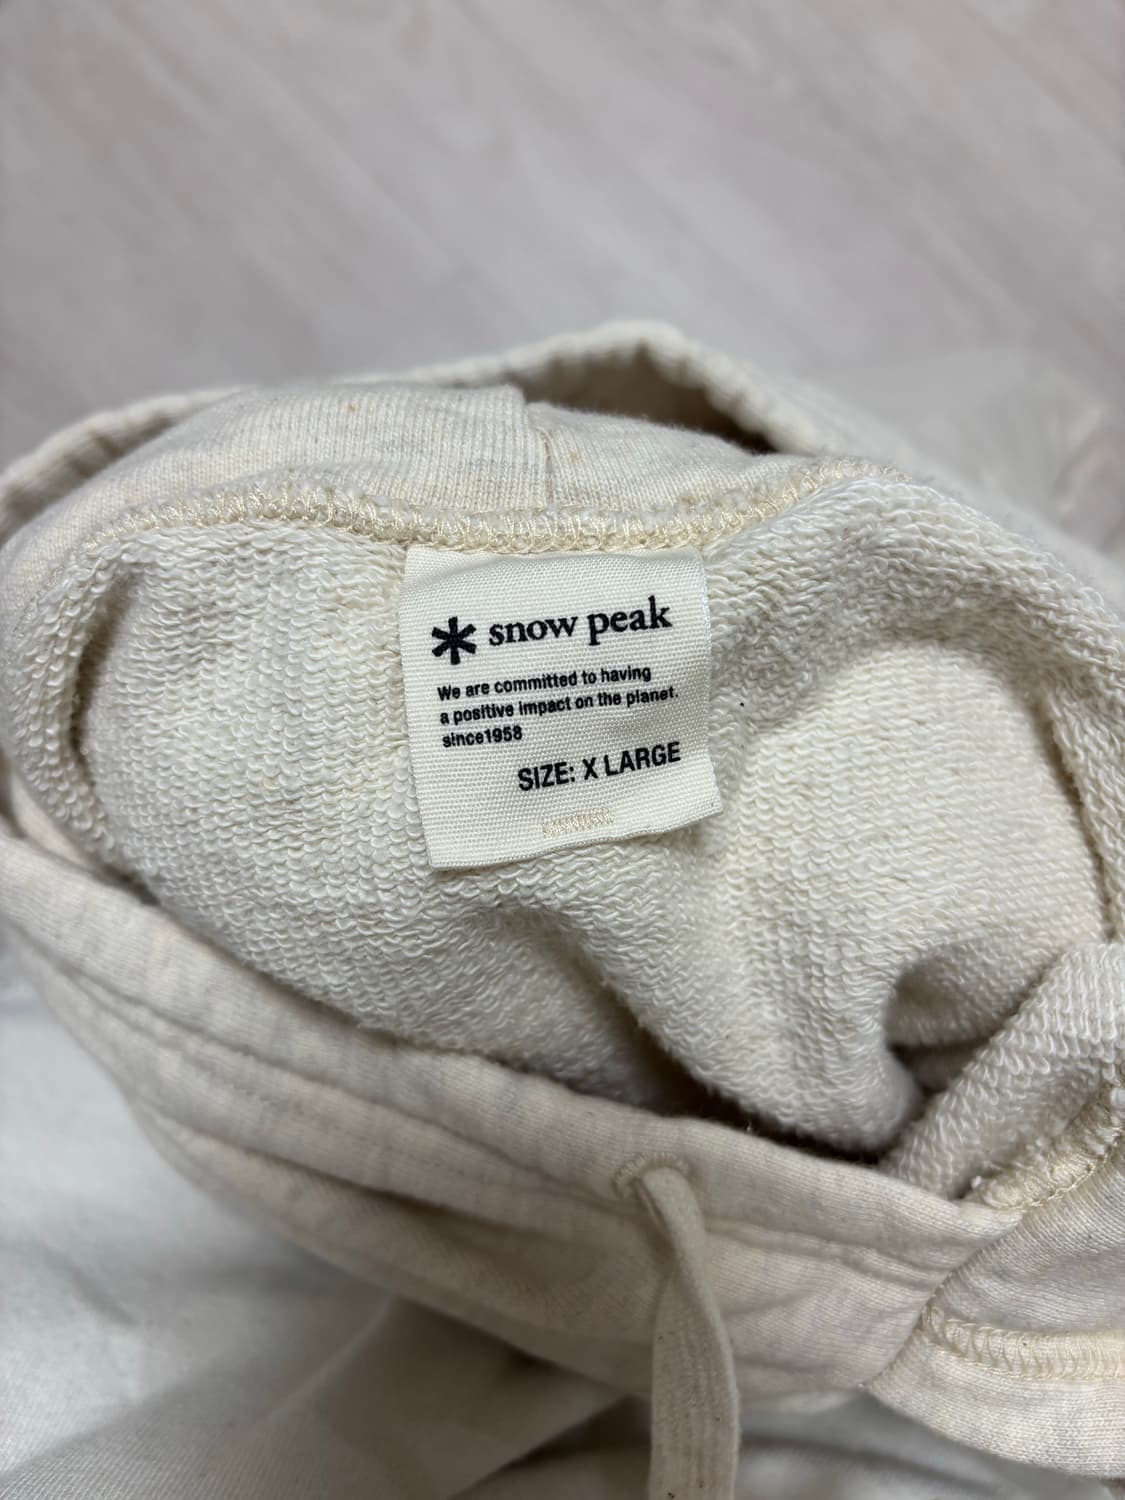 snow peak
We are committed to having
a positive impact on the planet.
since1958
SIZE: X LARGE